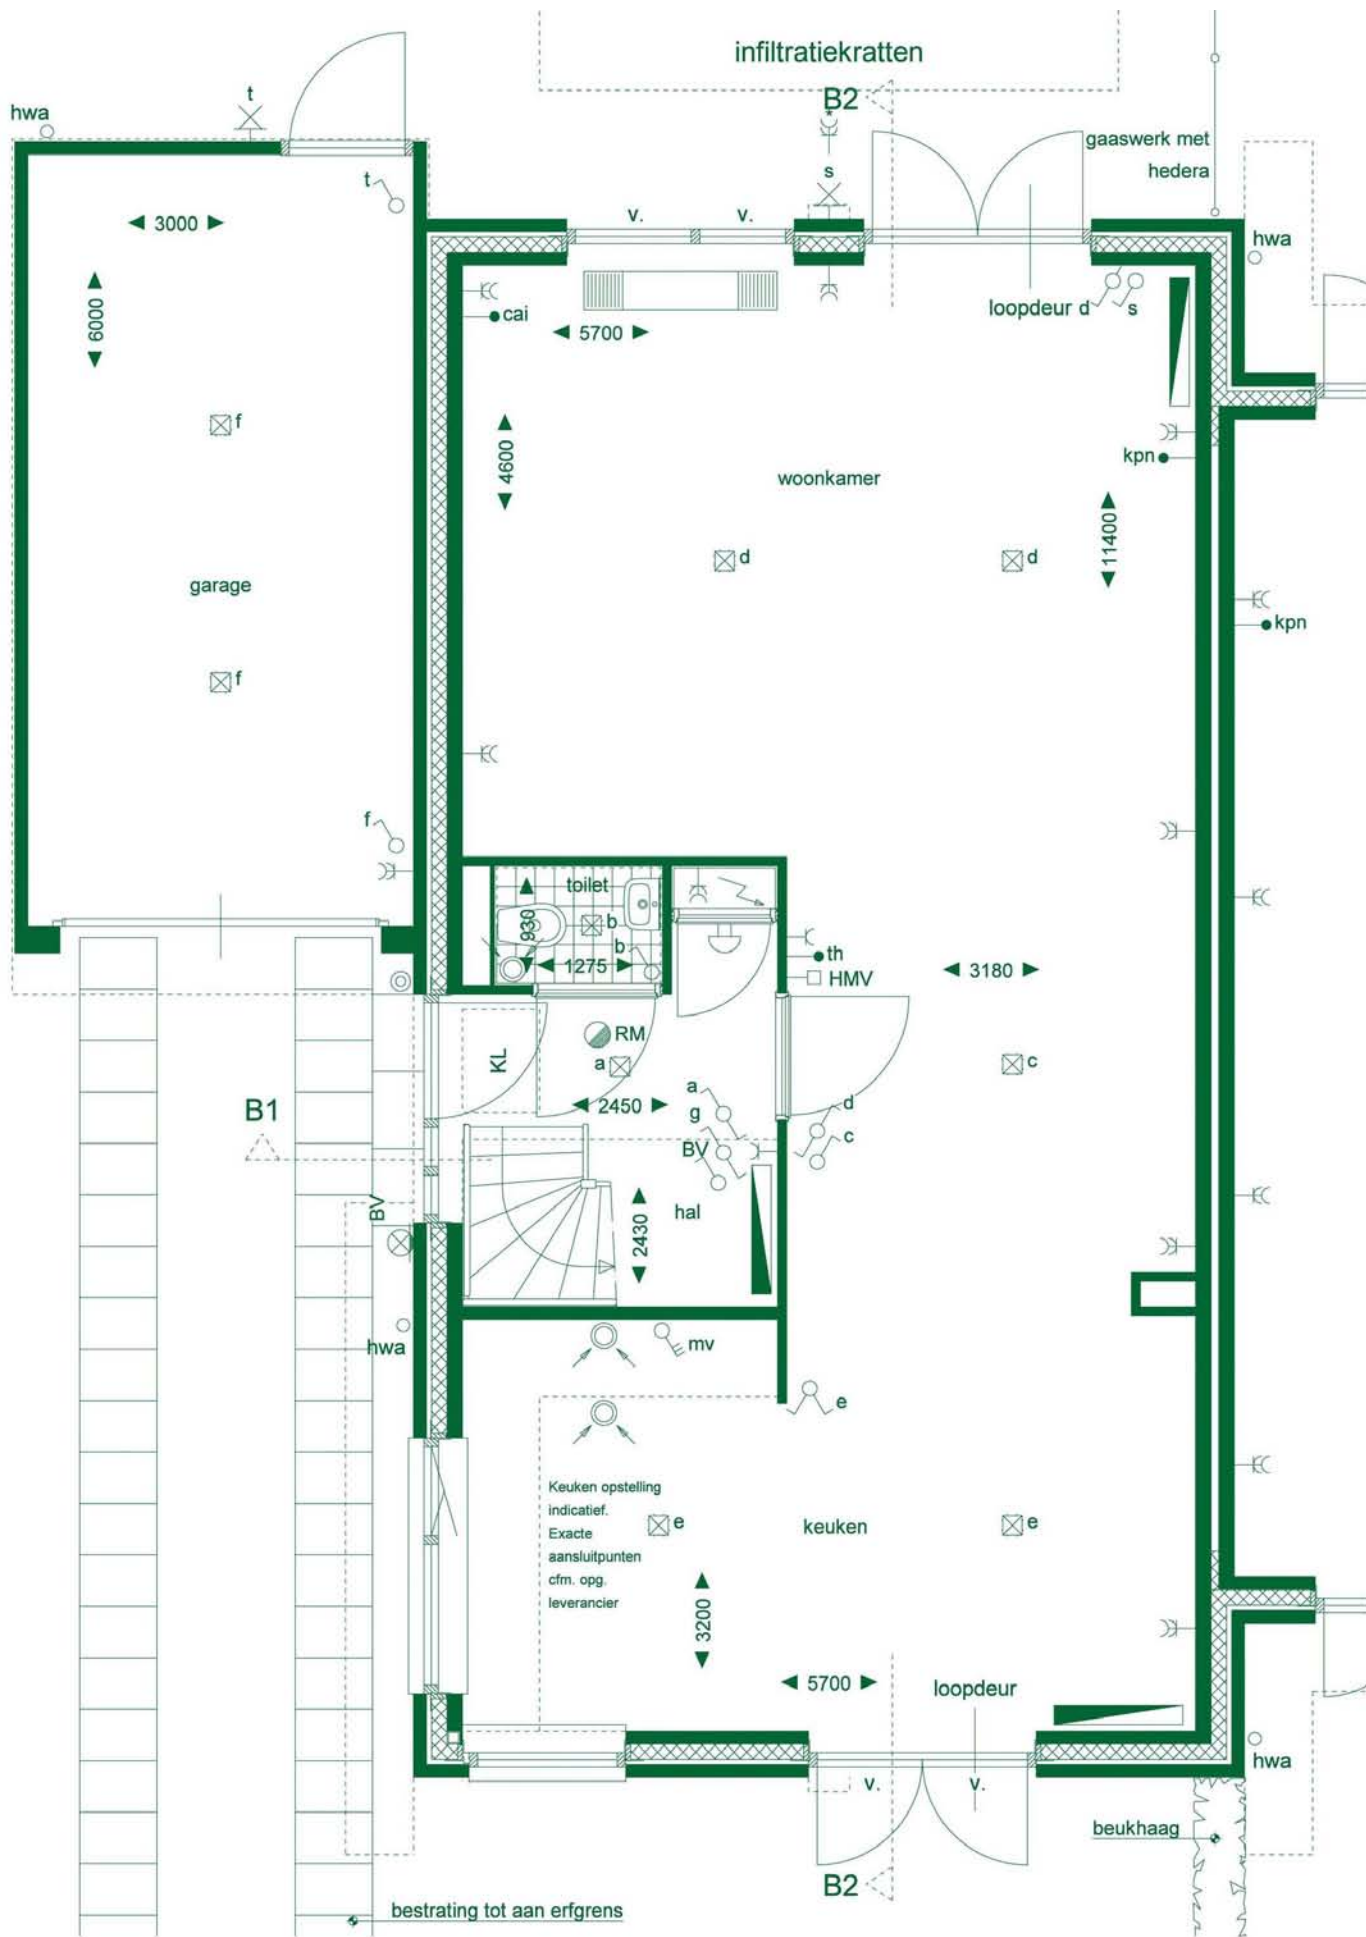 infiltratiekratten
B2
t
hwa
gaaswerk met
hedera
s
t
v.
v.
3000
hwa
6000
cai
5700
loopdeur
d
s
f
4600
kpn
woonkamer
11400
d
d
garage
kpn
f
f
toilet
930
b
b
1275
th
HMV
3180
RM
KL
a
c
2450
a
g
d
B1
BV
c
BV
hal
2430
hwa
mv
e
Keuken opstelling
indicatief.
Exacte
aansluitpunten
cfm. opg.
leverancier
e
keuken
e
3200
5700
loopdeur
v.
v.
hwa
beukhaag
B2
bestrating tot aan erfgrens